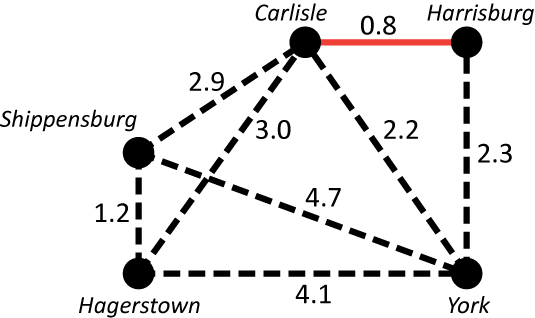 Carlisle
Harrisburg
0.8
2.9
Shippensburg
3.0
2.2
2.3
4.7
1.2
4.1
Hagerstown
York